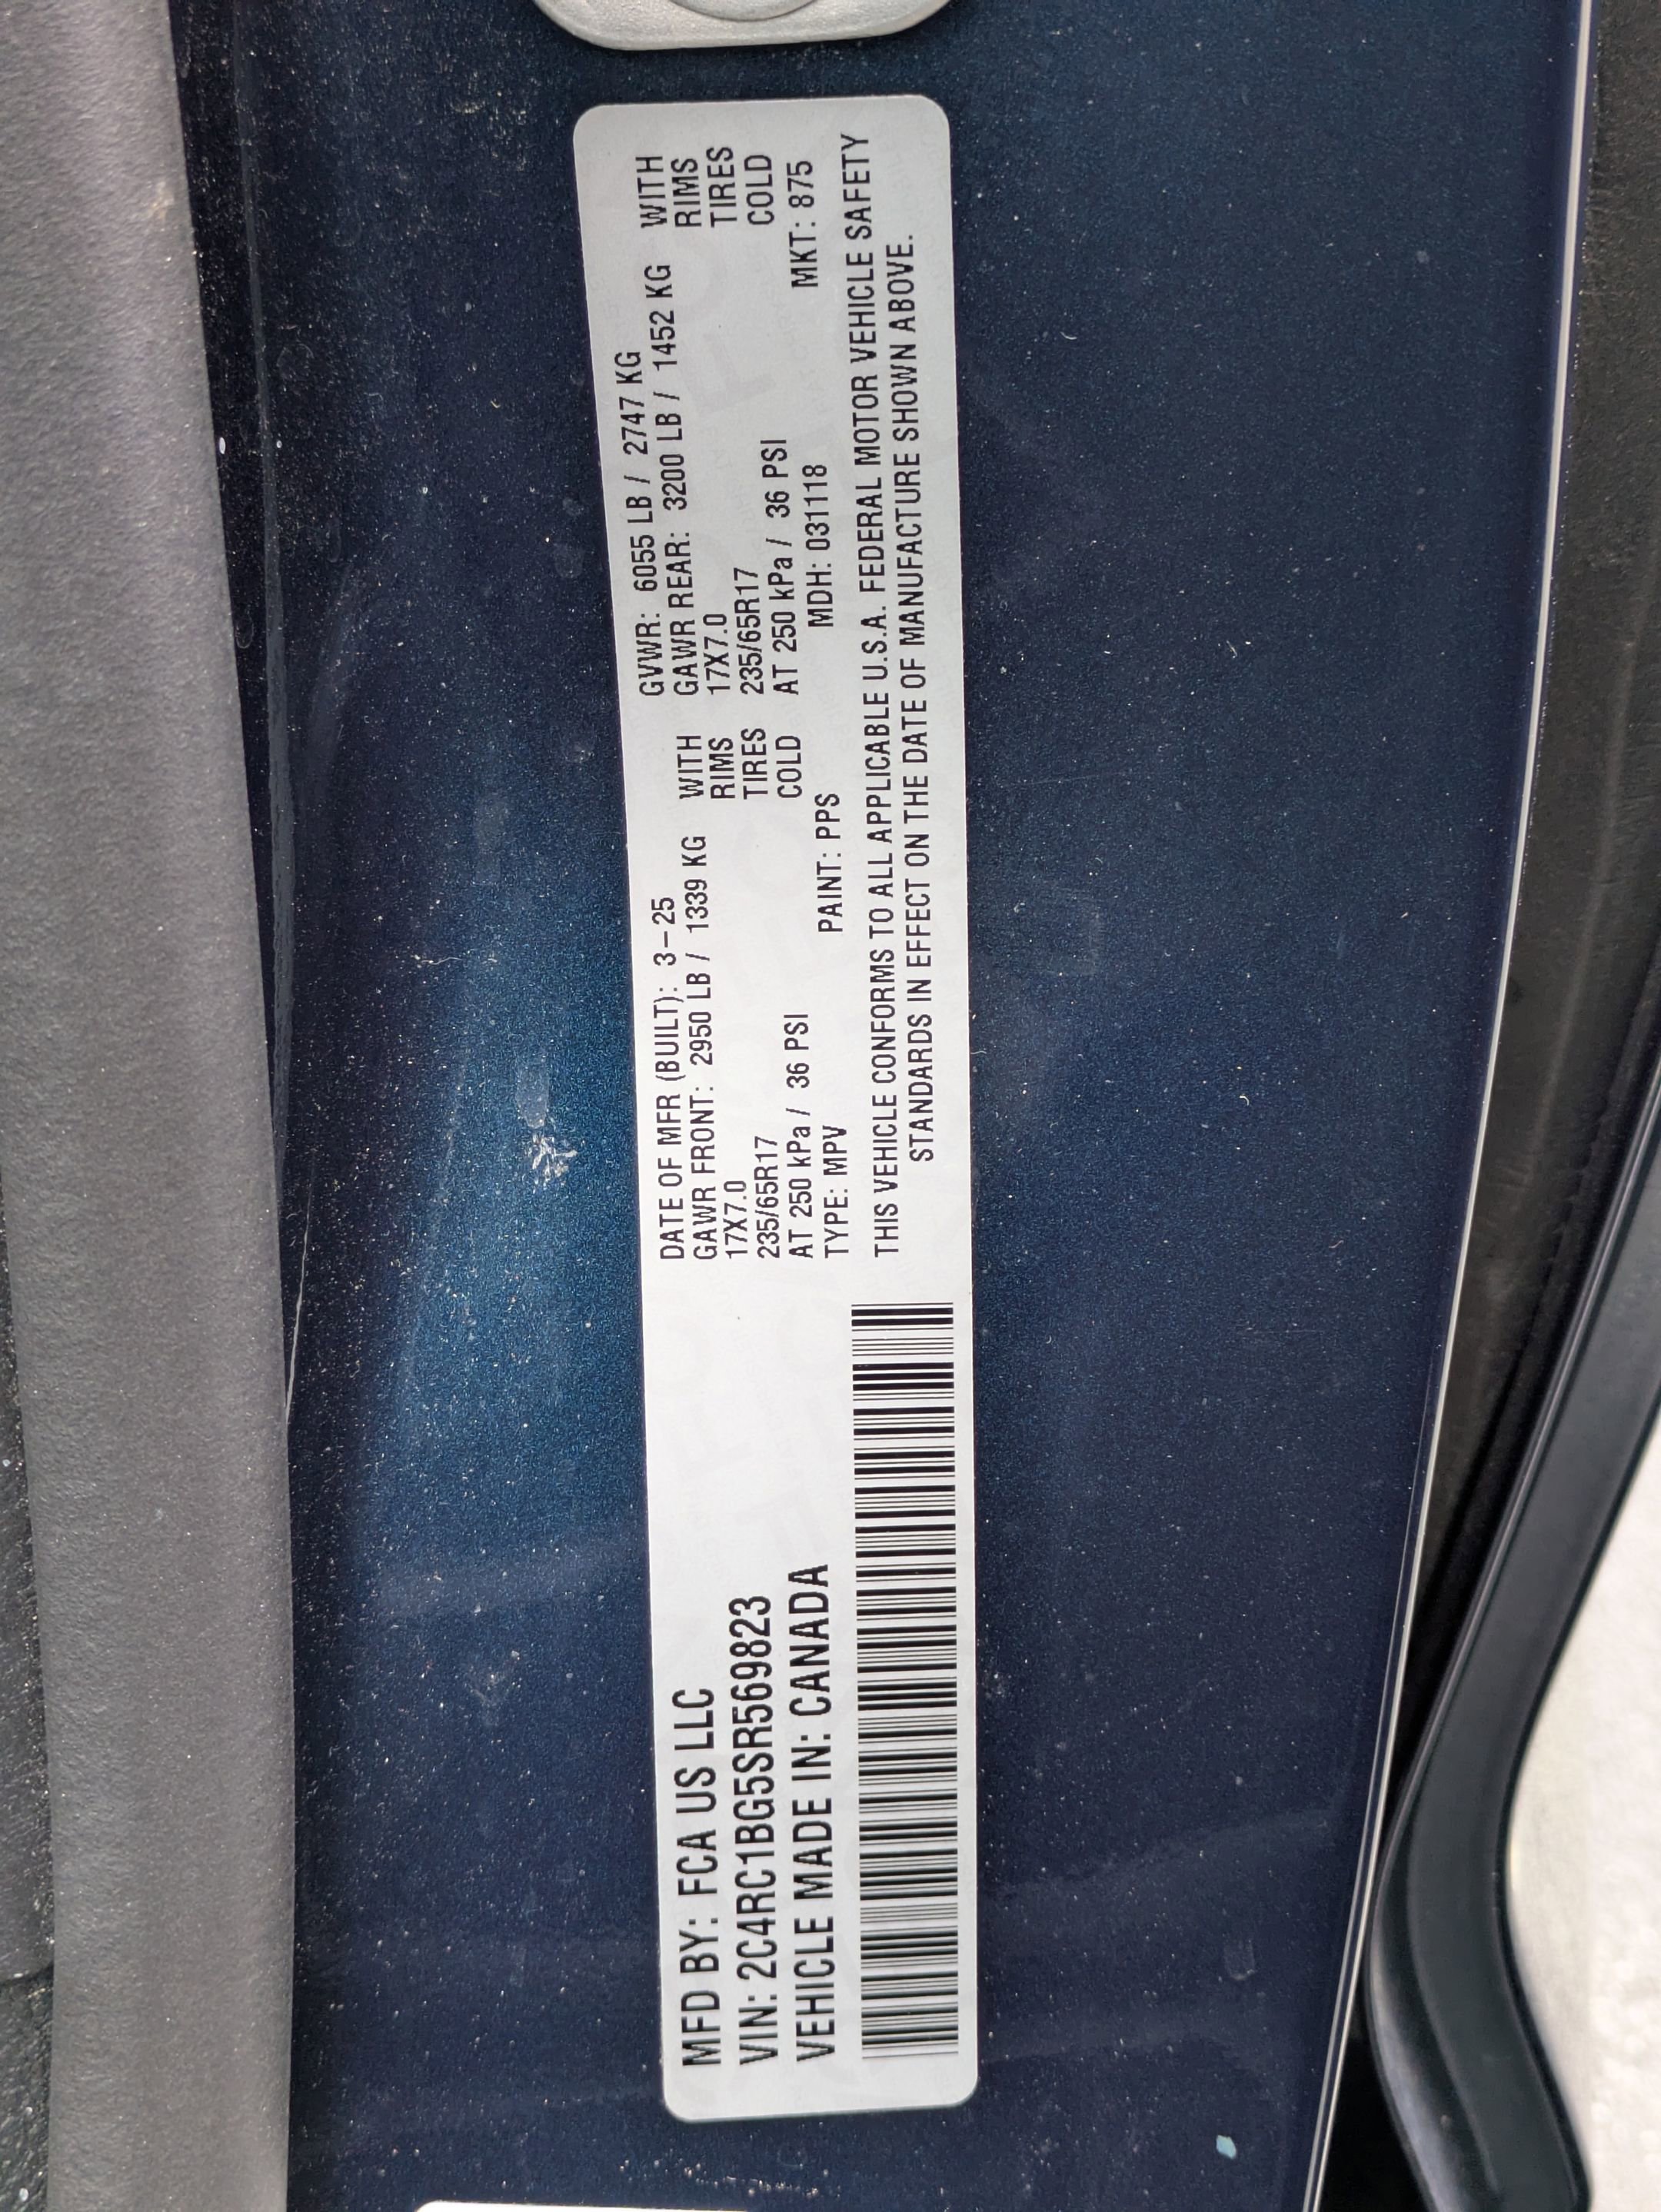 MFD BY: FCA US LLC
VIN: 2C4RC1BG5SR569823
VEHICLE MADE IN: CANADA
DATE OF MFR (BUILT): 3-25 GVWR: 6055 LB / 2747 KG
GAWR FRONT: 2950 LB / 1339 KG WITH GAWR REAR: 3200 LB / 1452 KG WITH
17X7.0 RIMS 17X7.0 RIMS
235/65R17 TIRES 235/65R17 TIRES
AT 250 kPa / 36 PSI COLD AT 250 kPa / 36 PSI COLD
TYPE: MPV PAINT: PPS MDH: 031118 MKT: 875
THIS VEHICLE CONFORMS TO ALL APPLICABLE U.S.A. FEDERAL MOTOR VEHICLE SAFETY
STANDARDS IN EFFECT ON THE DATE OF MANUFACTURE SHOWN ABOVE.